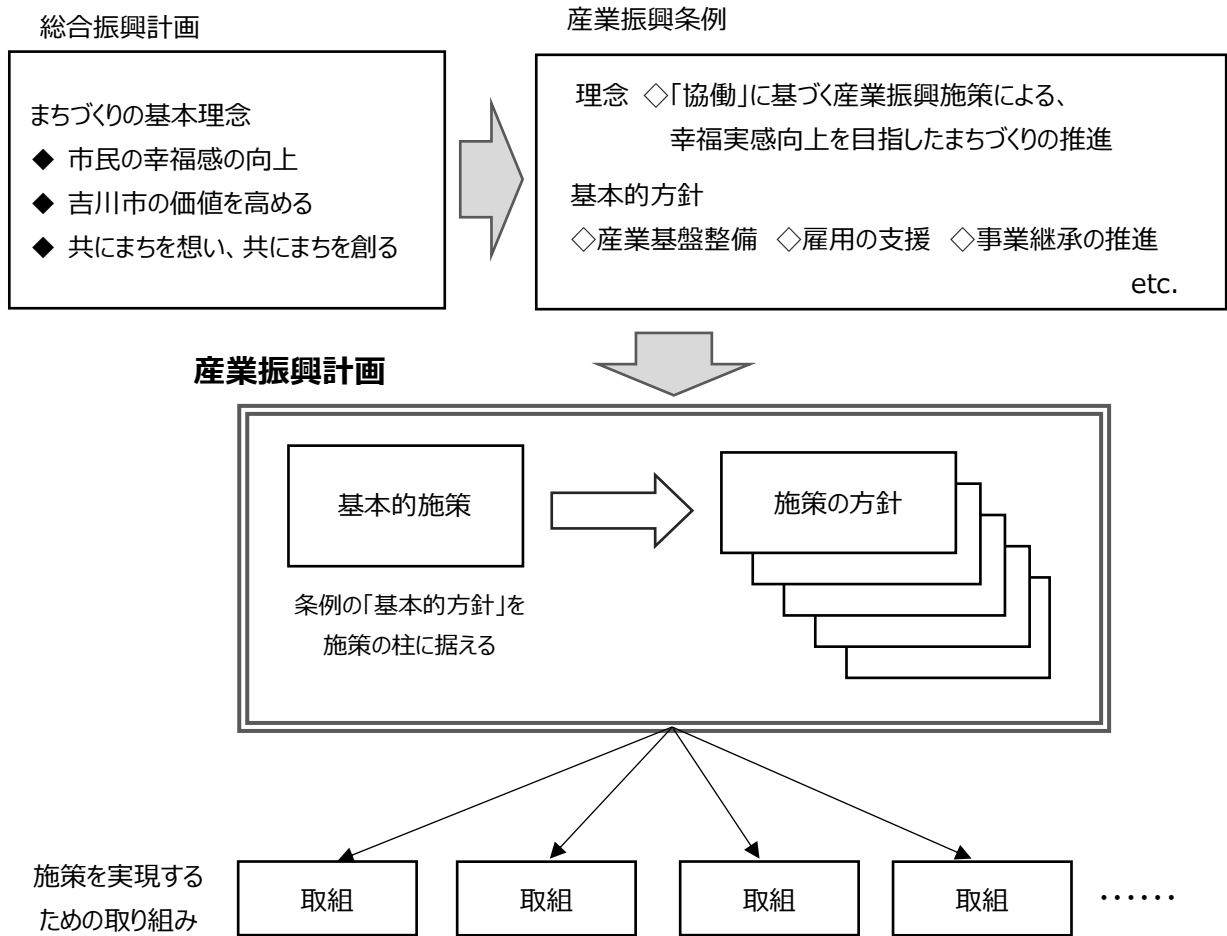 総合振興計画
まちづくりの基本理念
◆ 市民の幸福感の向上
◆ 吉川市の価値を高める
◆ 共にまちを想い、共にまちを創る
産業振興条例
理念 ◇「協働」に基づく産業振興施策による、
幸福実感向上を目指したまちづくりの推進
基本的方針
◇産業基盤整備 ◇雇用の支援 ◇事業継承の推進
etc.
産業振興計画
基本的施策
施策の方針
条例の「基本的方針」を
施策の柱に据える
施策を実現する
ための取り組み
取組
取組
取組
取組
……